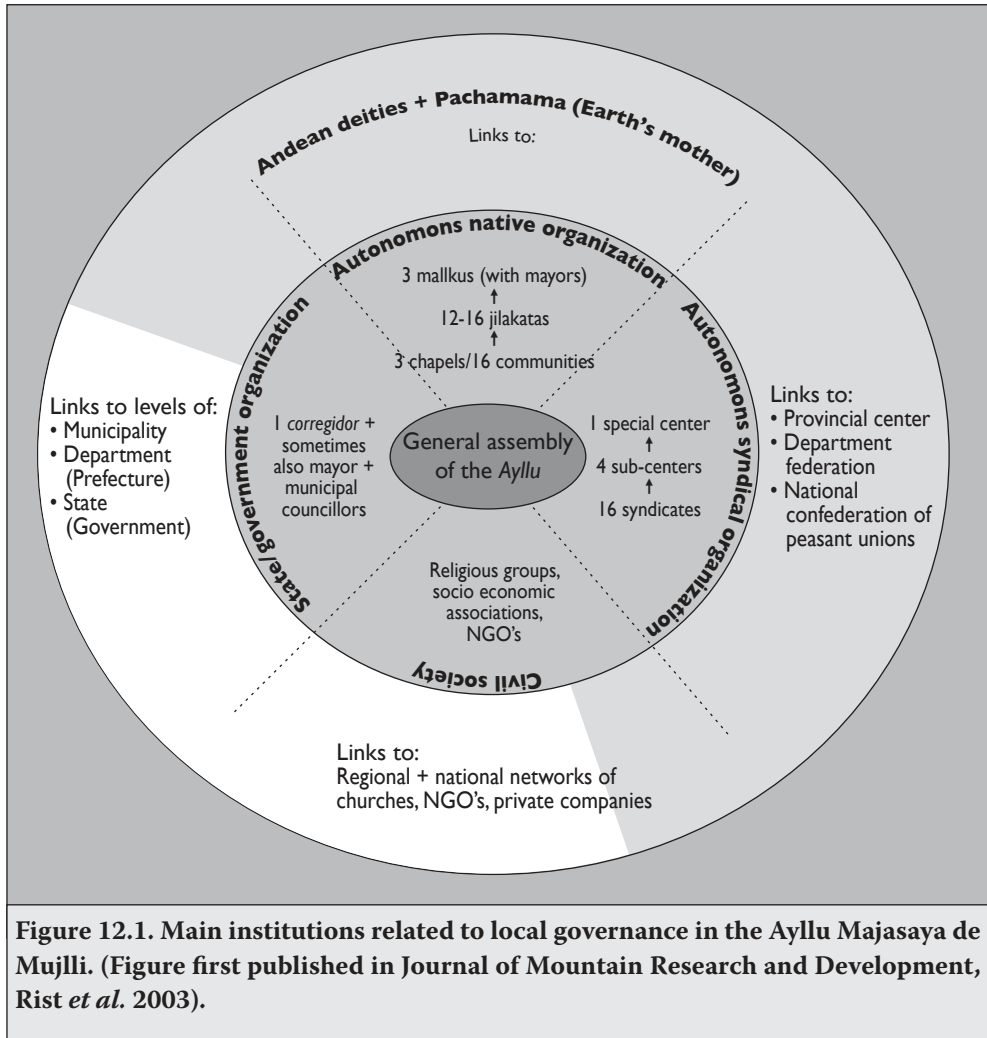 Andean deities + Pachamama (Earth's mother)
Links to:
Autonomons native organization
3 mallkus (with mayors)
12-16 jilakatas
3 chapels/16 communities
State/government organization
Links to levels of:
• Municipality
• Department
(Prefecture)
• State
(Government)
1 corregidor +
sometimes
also mayor +
municipal
councillors
General assembly
of the Ayllu
1 special center
4 sub-centers
16 syndicates
Autonomons syndical organization
Links to:
• Provincial center
• Department
federation
• National
confederation of
peasant unions
Religious groups,
socio economic
associations,
NGO's
Civil society
Links to:
Regional + national networks of
churches, NGO's, private companies
Figure 12.1. Main institutions related to local governance in the Ayllu Majasaya de
Mujlli. (Figure first published in Journal of Mountain Research and Development,
Rist et al. 2003).